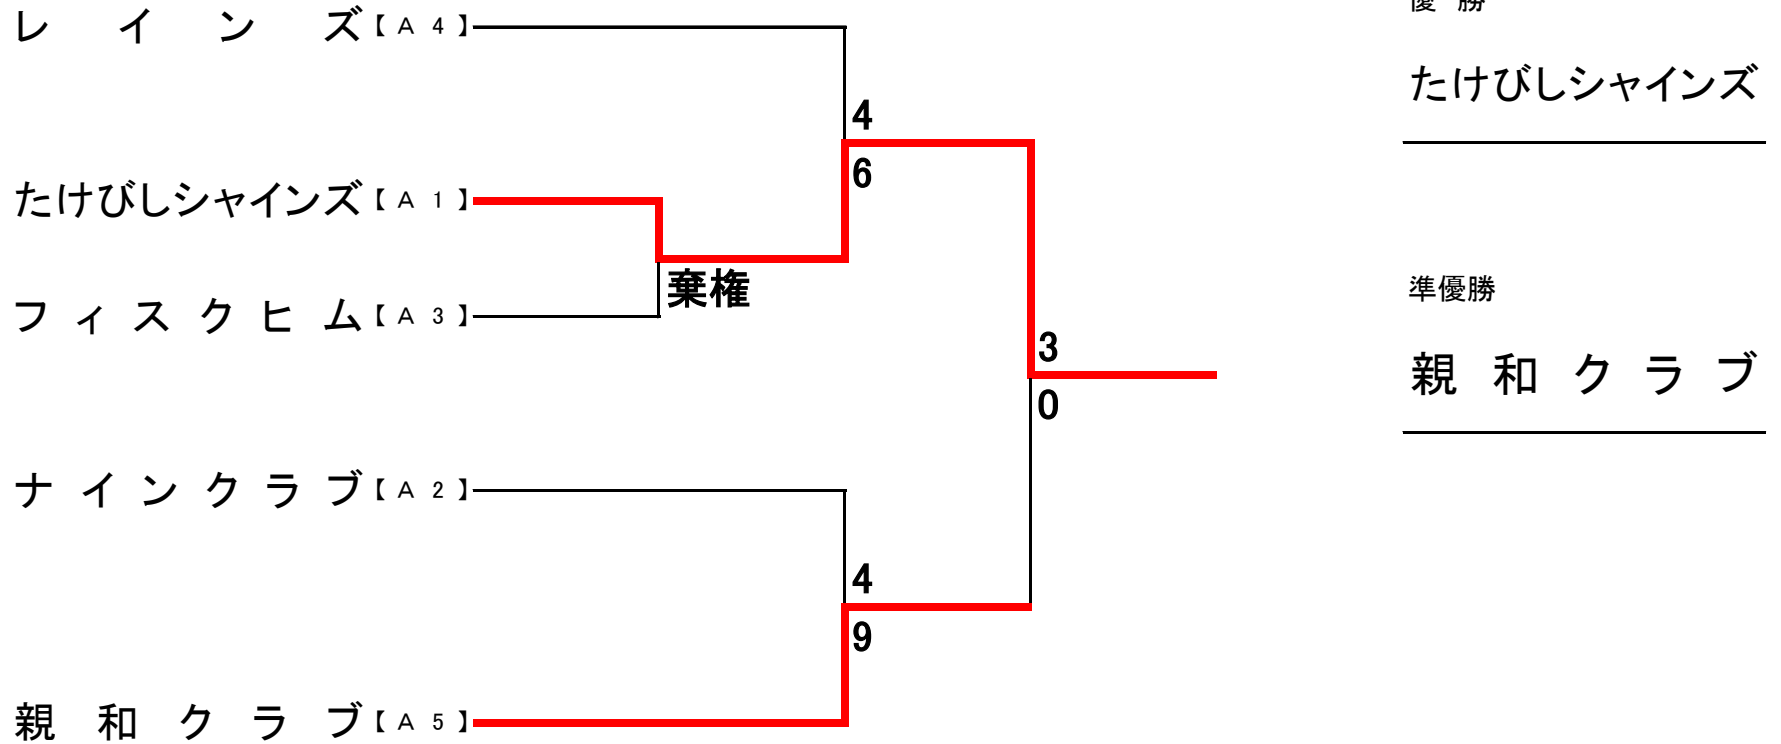 レインズ【A4】
優勝
たけびしシャインズ
4
6
たけびしシャインズ【A1】
棄権
フィスクヒム【A3】
準優勝
3
0
親和クラブ
ナインクラブ【A2】
4
9
親和クラブ【A5】